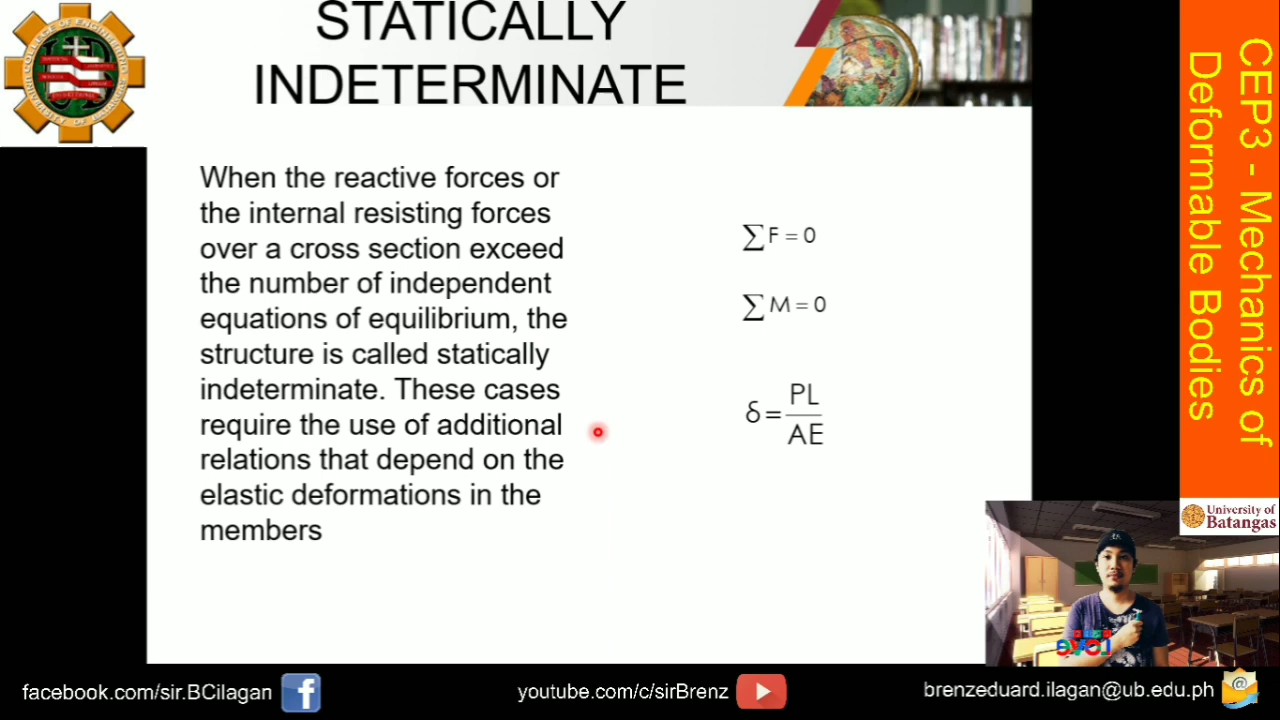 STATICALLY
INDETERMINATE
When the reactive forces or
the internal resisting forces
over a cross section exceed
the number of independent
equations of equilibrium, the
structure is called statically
indeterminate. These cases
require the use of additional
relations that depend on the
elastic deformations in the
members
∑F = 0
∑M = 0
δ = PL/AE
CEP3 - Mechanics of
Deformable Bodies
University of
Batangas
facebook.com/sir.BCilagan
youtube.com/c/sirBrenz
brenzeduard.ilagan@ub.edu.ph